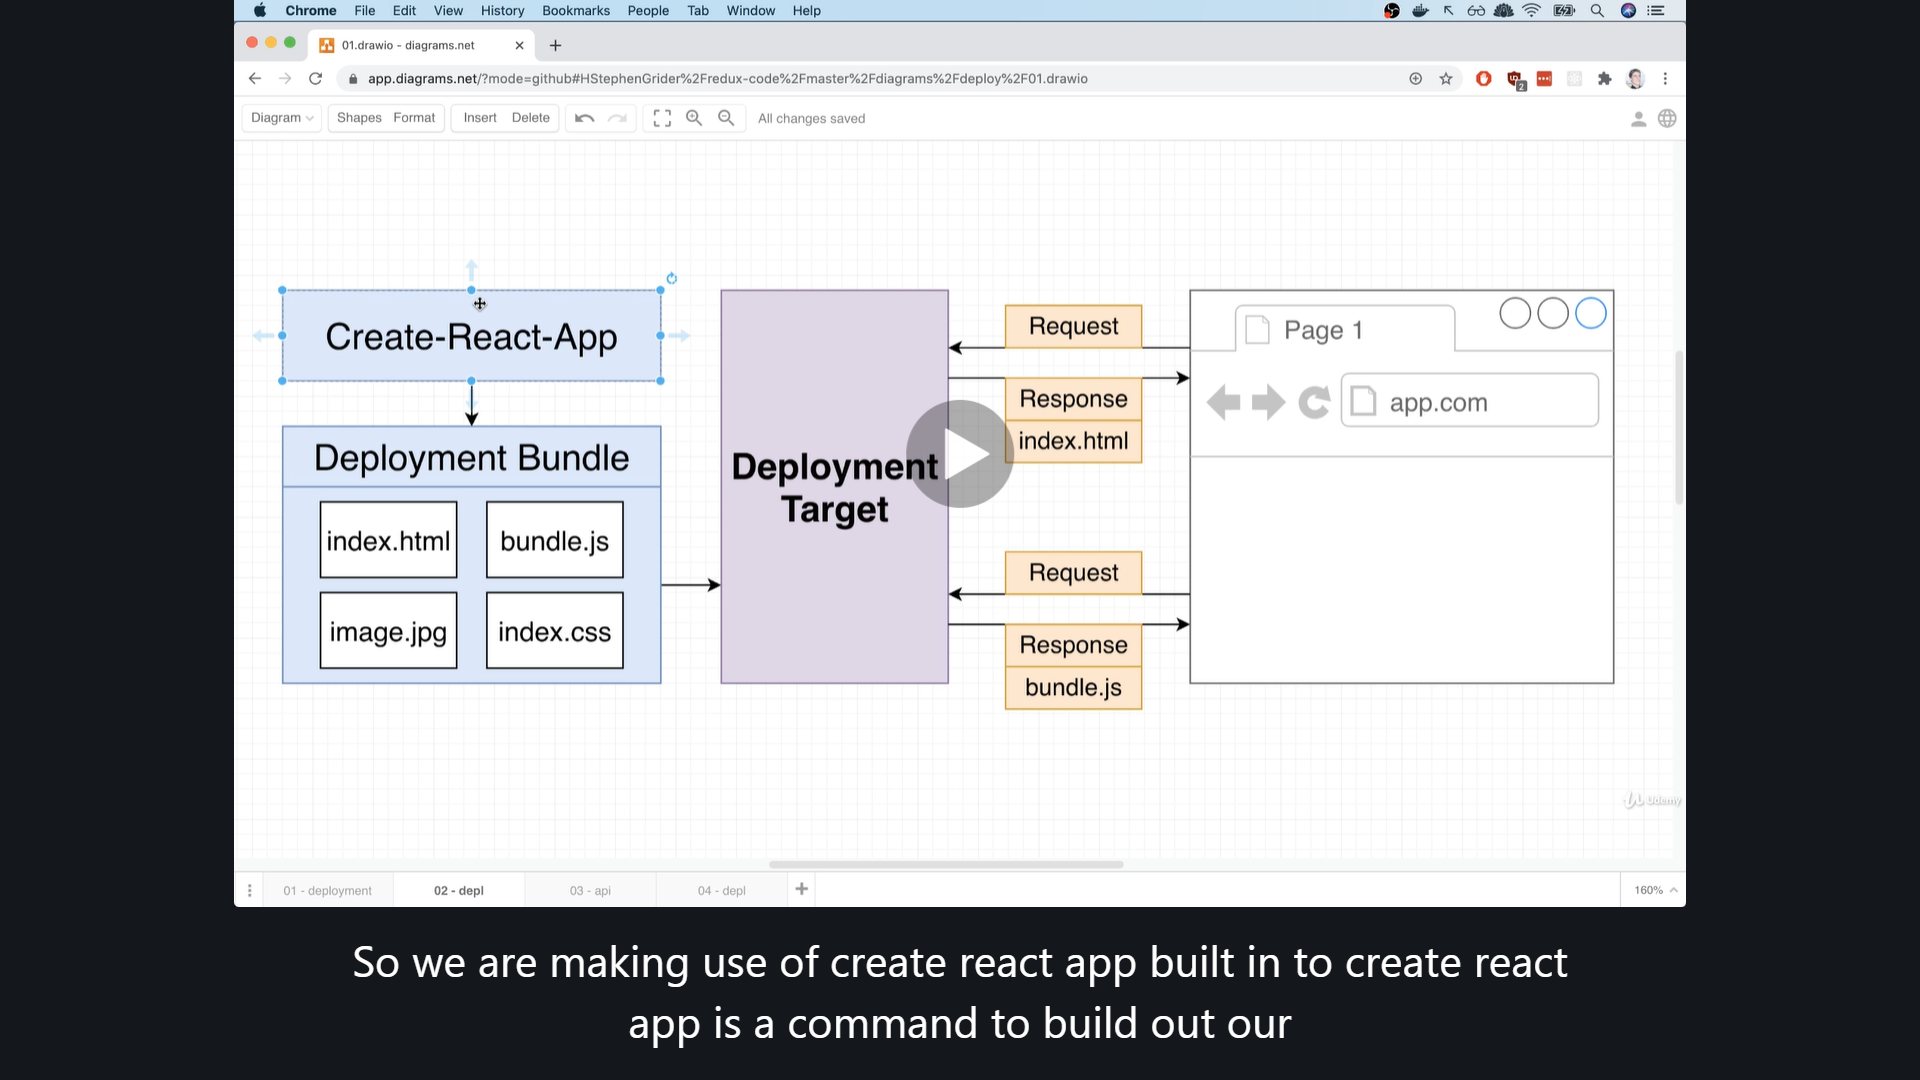 Chrome File Edit View History Bookmarks People Tab Window Help
01.drawio - diagrams.net
app.diagrams.net/?mode=github#HStephenGrider%2Fredux-code%2Fmaster%2Fdiagrams%2Fdeploy%2F01.drawio
2
Diagram Shapes Format Insert Delete All changes saved
Create-React-App
Deployment Bundle
index.html bundle.js
image.jpg index.css
Deployment
Target
Request
Response
index.html
Request
Response
bundle.js
Page 1
app.com
Udemy
01 - deployment 02 - depl 03 - api 04 - depl 160%
So we are making use of create react app built in to create react
app is a command to build out our